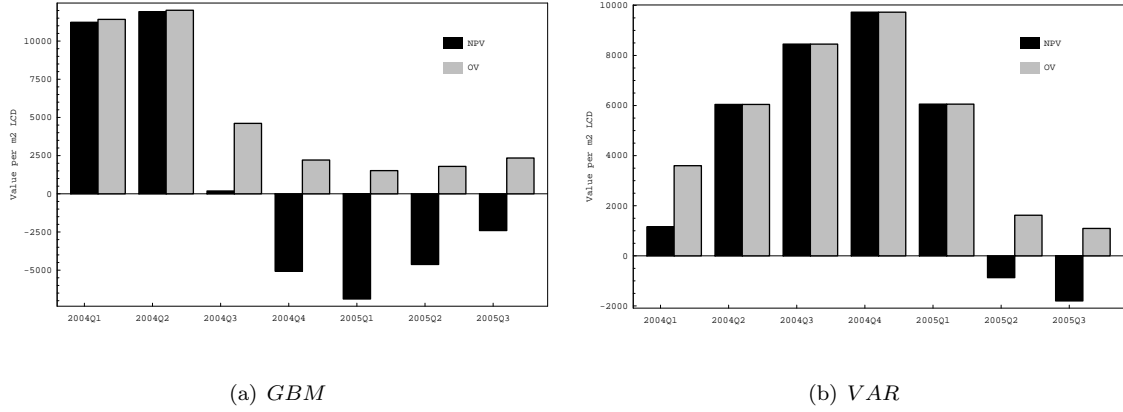 10000
7500
5000
2500
0
-2500
-5000
Value per m2 LCD
NPV
OV
2004Q1 2004Q2 2004Q3 2004Q4 2005Q1 2005Q2 2005Q3
(a) GBM
10000
8000
6000
4000
2000
0
-2000
Value per m2 LCD
NPV
OV
2004Q1 2004Q2 2004Q3 2004Q4 2005Q1 2005Q2 2005Q3
(b) VAR